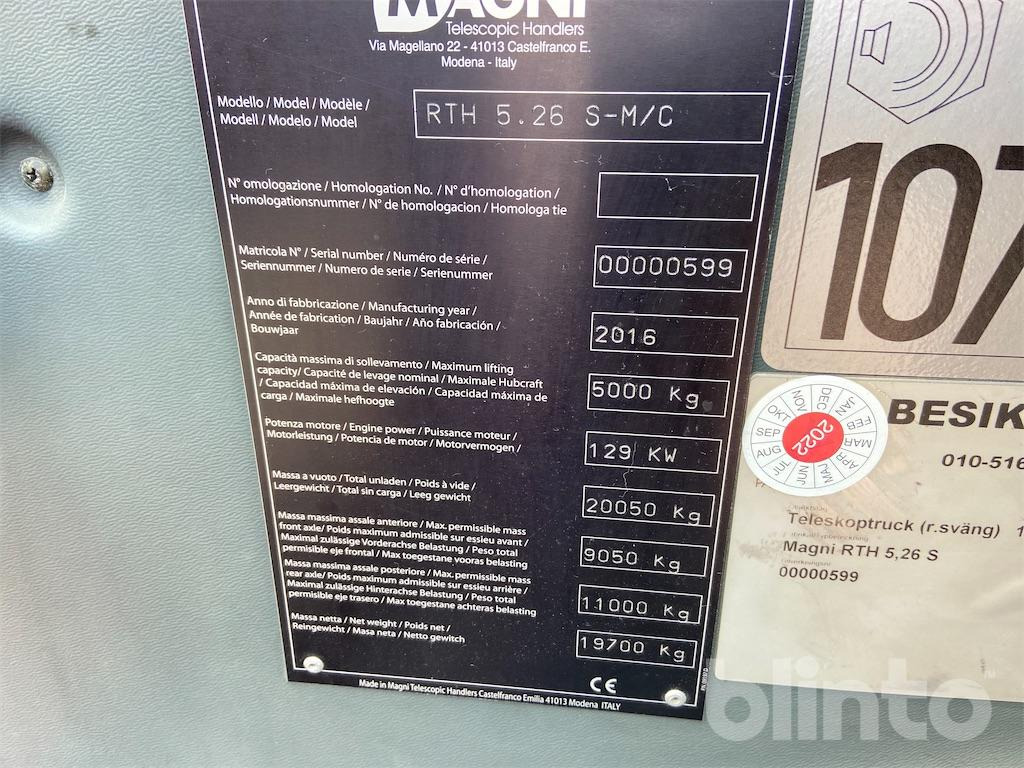 MAGNI
Telescopic Handlers
Via Magellano 22 - 41013 Castelfranco E.
Modena - Italy
Modello / Model / Modèle /
Modell / Modelo / Model
RTH 5.26 S-M/C
N° omologazione / Homologation No. / N° d'homologation /
Homologationsnummer / N° de homologacion / Homologa tie
Matricola N° / Serial number / Numéro de série /
Seriennummer / Numero de serie / Serienummer
00000599
Anno di fabbricazione / Manufacturing year /
Année de fabrication / Baujahr / Año fabricación /
Bouwjaar
2016
Capacità massima di sollevamento / Maximum lifting
capacity/ Capacité de levage nominal / Maximale Hubcraft
/ Capacidad máxima de elevación / Capacidad máxima de
carga / Maximale hefhoogte
5000 Kg
Potenza motore / Engine power / Puissance moteur /
Motorleistung / Potencia de motor / Motorvermogen /
129 KW
Massa a vuoto / Total unladen / Poids à vide /
Leergewicht / Total sin carga / Leeg gewicht
20050 Kg
Massa massima assale anteriore / Max. permissible mass
front axle/ Poids maximum admissible sur essieu avant /
Maximal zulässige Vorderachse Belastung / Peso total
permisible eje frontal / Max toegestane vooras belasting
9050 Kg
Massa massima assale posteriore / Max. permissible mass
rear axle/ Poids maximum admissible sur essieu arrière /
Maximal zulässige Hinterachse Belastung / Peso total
permisible eje trasero / Max toegestane achteras belasting
11000 Kg
Massa netta / Net weight / Poids net /
Reingewicht / Masa neta / Netto gewitch
19700 Kg
CE
Made in Magni Telescopic Handlers Castelfranco Emilia 41013 Modena ITALY
107
BESIK
010-516
JAN FEB MAR APR MAJ JUN JUL AUG SEP OKT NOV DEC
2022
Teleskoptruck (r.sväng) 1
Magni RTH 5,26 S
00000599
blinto